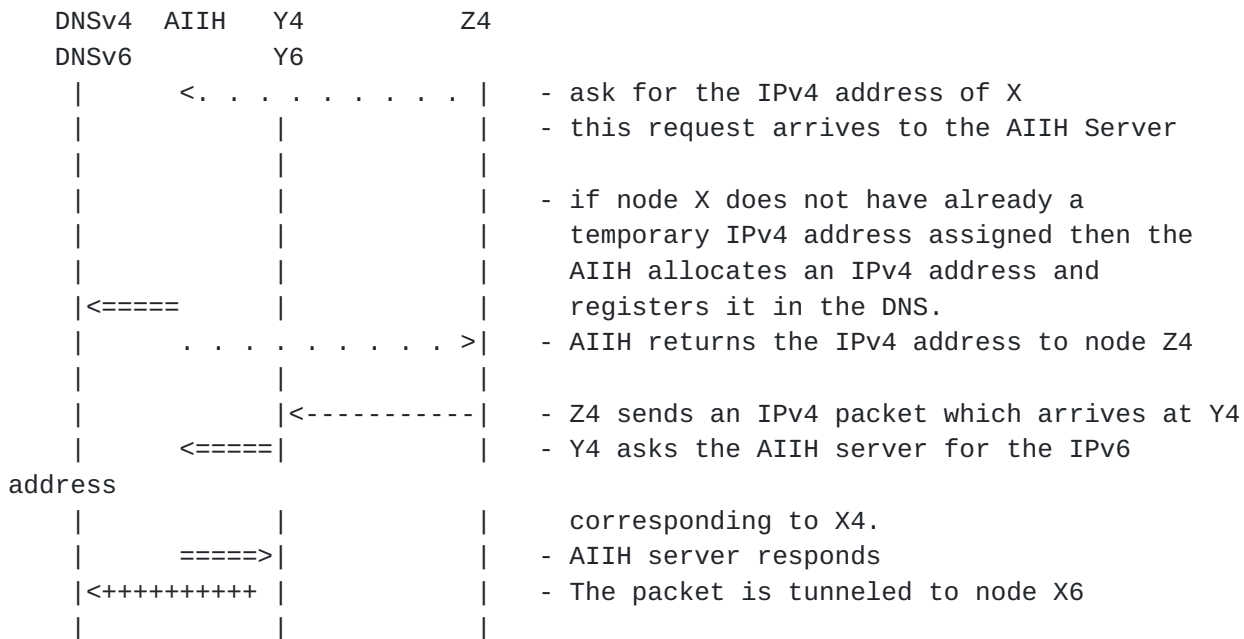 DNSv4  AIIH   Y4           Z4
DNSv6         Y6
|      <. . . . . . . . . |   - ask for the IPv4 address of X
|            |            |   - this request arrives to the AIIH Server
|            |            |
|            |            |   - if node X does not have already a
|            |            |     temporary IPv4 address assigned then the
|            |            |     AIIH allocates an IPv4 address and
|<=====      |            |     registers it in the DNS.
|      . . . . . . . . . >|   - AIIH returns the IPv4 address to node Z4
|            |            |
|            |<-----------|   - Z4 sends an IPv4 packet which arrives at Y4
|      <=====|            |   - Y4 asks the AIIH server for the IPv6
address
|            |            |     corresponding to X4.
|      =====>|            |   - AIIH server responds
|<++++++++++ |            |   - The packet is tunneled to node X6
|            |            |